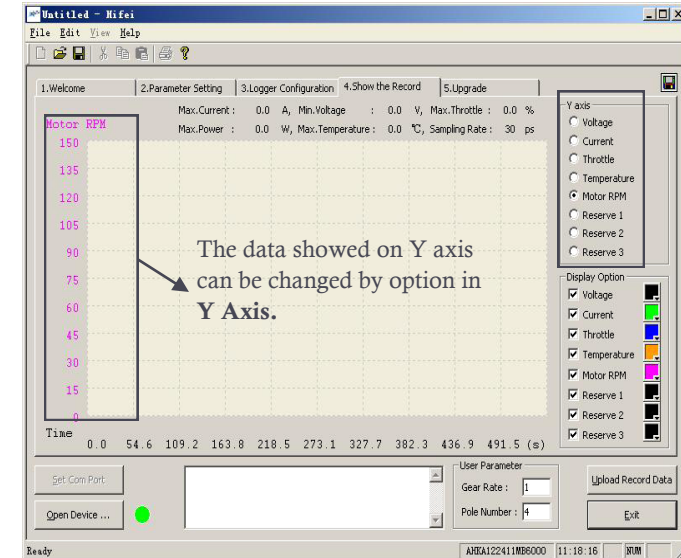 Untitled - Hifei
File Edit View Help
1.Welcome 2.Parameter Setting 3.Logger Configuration 4.Show the Record 5.Upgrade
Max.Current : 0.0 A, Min.Voltage : 0.0 V, Max.Throttle : 0.0 %
Max.Power : 0.0 W, Max.Temperature : 0.0 ℃, Sampling Rate : 30 ps
Motor RPM
150
135
120
105
90
75
60
45
30
15
0
Time
0.0 54.6 109.2 163.8 218.5 273.1 327.7 382.3 436.9 491.5 (s)
The data showed on Y axis
can be changed by option in
Y Axis.
Y axis
Voltage
Current
Throttle
Temperature
Motor RPM
Reserve 1
Reserve 2
Reserve 3
Display Option
Voltage
Current
Throttle
Temperature
Motor RPM
Reserve 1
Reserve 2
Reserve 3
Set Com Port
Open Device ...
User Parameter
Gear Rate : 1
Pole Number : 4
Upload Record Data
Exit
Ready AHKA122411MB6000 11:18:16 NUM